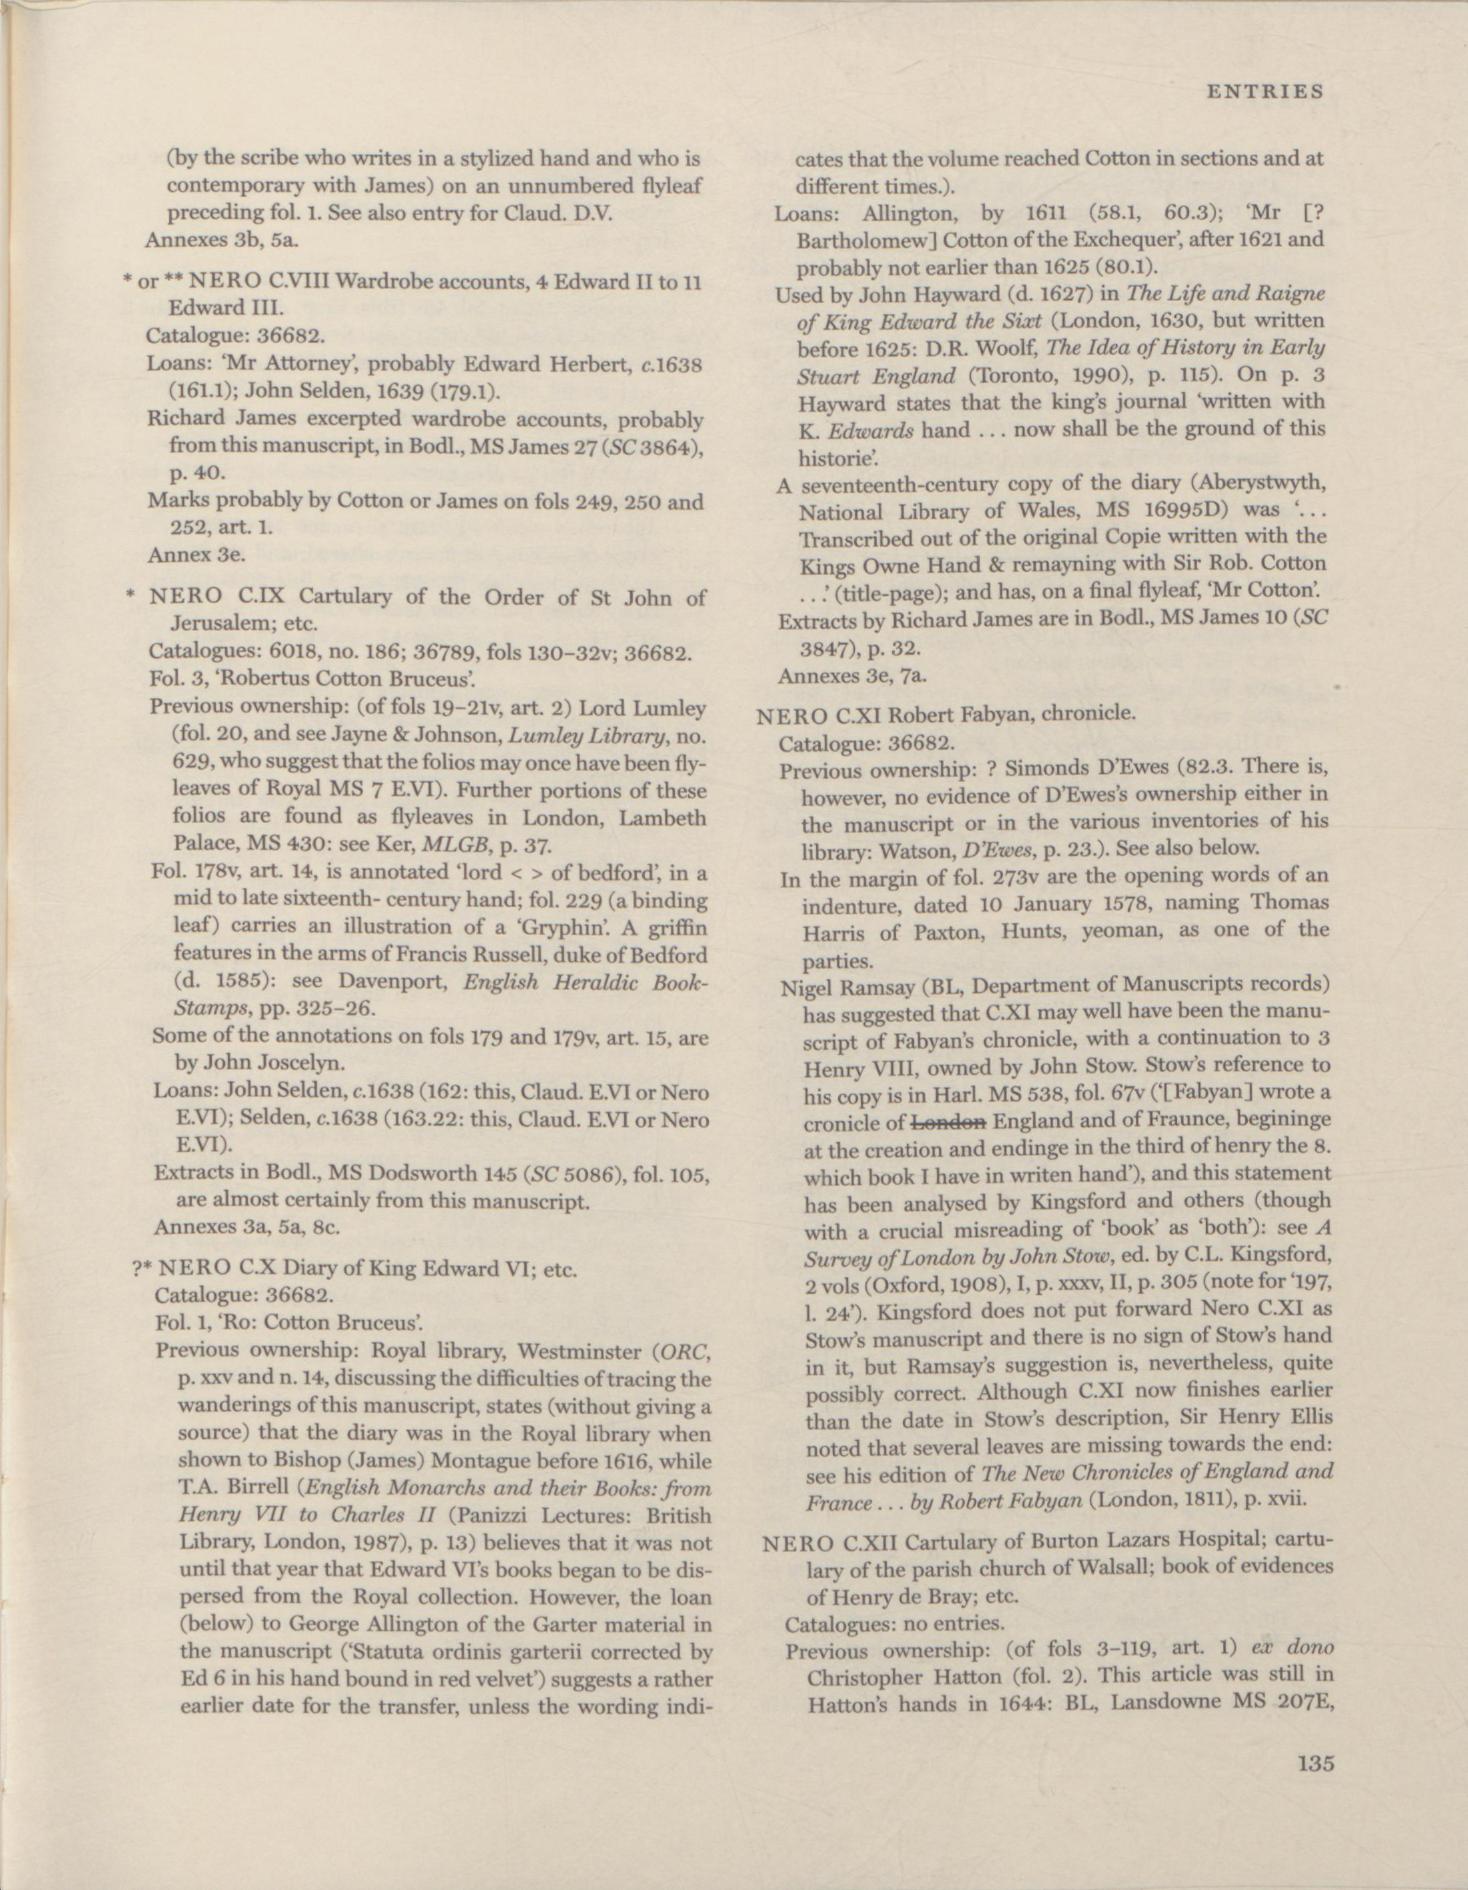 ENTRIES
(by the scribe who writes in a stylized hand and who is
contemporary with James) on an unnumbered flyleaf
preceding fol. 1. See also entry for Claud. D.V.
Annexes 3b, 5a.
* or ** NERO C.VIII Wardrobe accounts, 4 Edward II to 11
Edward III.
Catalogue: 36682.
Loans: ‘Mr Attorney’, probably Edward Herbert, c.1638
(161.1); John Selden, 1639 (179.1).
Richard James excerpted wardrobe accounts, probably
from this manuscript, in Bodl., MS James 27 (SC 3864),
p. 40.
Marks probably by Cotton or James on fols 249, 250 and
252, art. 1.
Annex 3e.
* NERO C.IX Cartulary of the Order of St John of
Jerusalem; etc.
Catalogues: 6018, no. 186; 36789, fols 130–32v; 36682.
Fol. 3, ‘Robertus Cotton Bruceus’.
Previous ownership: (of fols 19–21v, art. 2) Lord Lumley
(fol. 20, and see Jayne & Johnson, Lumley Library, no.
629, who suggest that the folios may once have been fly-
leaves of Royal MS 7 E.VI). Further portions of these
folios are found as flyleaves in London, Lambeth
Palace, MS 430: see Ker, MLGB, p. 37.
Fol. 178v, art. 14, is annotated ‘lord < > of bedford’, in a
mid to late sixteenth- century hand; fol. 229 (a binding
leaf) carries an illustration of a ‘Gryphin’. A griffin
features in the arms of Francis Russell, duke of Bedford
(d. 1585): see Davenport, English Heraldic Book-
Stamps, pp. 325–26.
Some of the annotations on fols 179 and 179v, art. 15, are
by John Joscelyn.
Loans: John Selden, c.1638 (162: this, Claud. E.VI or Nero
E.VI); Selden, c.1638 (163.22: this, Claud. E.VI or Nero
E.VI).
Extracts in Bodl., MS Dodsworth 145 (SC 5086), fol. 105,
are almost certainly from this manuscript.
Annexes 3a, 5a, 8c.
?* NERO C.X Diary of King Edward VI; etc.
Catalogue: 36682.
Fol. 1, ‘Ro: Cotton Bruceus’.
Previous ownership: Royal library, Westminster (ORC,
p. xxv and n. 14, discussing the difficulties of tracing the
wanderings of this manuscript, states (without giving a
source) that the diary was in the Royal library when
shown to Bishop (James) Montague before 1616, while
T.A. Birrell (English Monarchs and their Books: from
Henry VII to Charles II (Panizzi Lectures: British
Library, London, 1987), p. 13) believes that it was not
until that year that Edward VI’s books began to be dis-
persed from the Royal collection. However, the loan
(below) to George Allington of the Garter material in
the manuscript (‘Statuta ordinis garterii corrected by
Ed 6 in his hand bound in red velvet’) suggests a rather
earlier date for the transfer, unless the wording indi-
cates that the volume reached Cotton in sections and at
different times.).
Loans: Allington, by 1611 (58.1, 60.3); ‘Mr [?
Bartholomew] Cotton of the Exchequer’, after 1621 and
probably not earlier than 1625 (80.1).
Used by John Hayward (d. 1627) in The Life and Raigne
of King Edward the Sixt (London, 1630, but written
before 1625: D.R. Woolf, The Idea of History in Early
Stuart England (Toronto, 1990), p. 115). On p. 3
Hayward states that the king’s journal ‘written with
K. Edwards hand ... now shall be the ground of this
historie’.
A seventeenth-century copy of the diary (Aberystwyth,
National Library of Wales, MS 16995D) was ‘...
Transcribed out of the original Copie written with the
Kings Owne Hand & remayning with Sir Rob. Cotton
...’ (title-page); and has, on a final flyleaf, ‘Mr Cotton’.
Extracts by Richard James are in Bodl., MS James 10 (SC
3847), p. 32.
Annexes 3e, 7a.
NERO C.XI Robert Fabyan, chronicle.
Catalogue: 36682.
Previous ownership: ? Simonds D’Ewes (82.3. There is,
however, no evidence of D’Ewes’s ownership either in
the manuscript or in the various inventories of his
library: Watson, D’Ewes, p. 23.). See also below.
In the margin of fol. 273v are the opening words of an
indenture, dated 10 January 1578, naming Thomas
Harris of Paxton, Hunts, yeoman, as one of the
parties.
Nigel Ramsay (BL, Department of Manuscripts records)
has suggested that C.XI may well have been the manu-
script of Fabyan’s chronicle, with a continuation to 3
Henry VIII, owned by John Stow. Stow’s reference to
his copy is in Harl. MS 538, fol. 67v (‘[Fabyan] wrote a
cronicle of London England and of Fraunce, begininge
at the creation and endinge in the third of henry the 8.
which book I have in writen hand’), and this statement
has been analysed by Kingsford and others (though
with a crucial misreading of ‘book’ as ‘both’): see A
Survey of London by John Stow, ed. by C.L. Kingsford,
2 vols (Oxford, 1908), I, p. xxxv, II, p. 305 (note for ‘197,
l. 24’). Kingsford does not put forward Nero C.XI as
Stow’s manuscript and there is no sign of Stow’s hand
in it, but Ramsay’s suggestion is, nevertheless, quite
possibly correct. Although C.XI now finishes earlier
than the date in Stow’s description, Sir Henry Ellis
noted that several leaves are missing towards the end:
see his edition of The New Chronicles of England and
France ... by Robert Fabyan (London, 1811), p. xvii.
NERO C.XII Cartulary of Burton Lazars Hospital; cartu-
lary of the parish church of Walsall; book of evidences
of Henry de Bray; etc.
Catalogues: no entries.
Previous ownership: (of fols 3–119, art. 1) ex dono
Christopher Hatton (fol. 2). This article was still in
Hatton’s hands in 1644: BL, Lansdowne MS 207E,
135